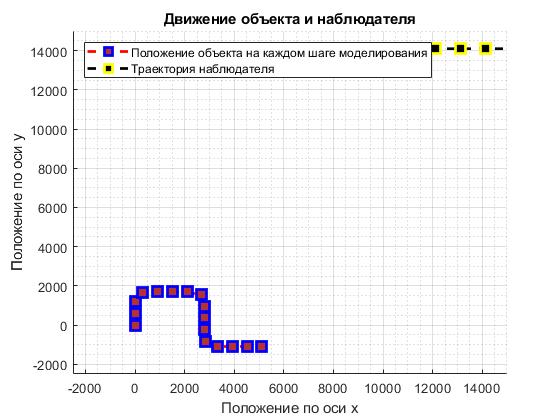 Движение объекта и наблюдателя
Положение объекта на каждом шаге моделирования
Траектория наблюдателя
14000
12000
10000
8000
6000
4000
2000
0
-2000
Положение по оси y
-2000 0 2000 4000 6000 8000 10000 12000 14000
Положение по оси x